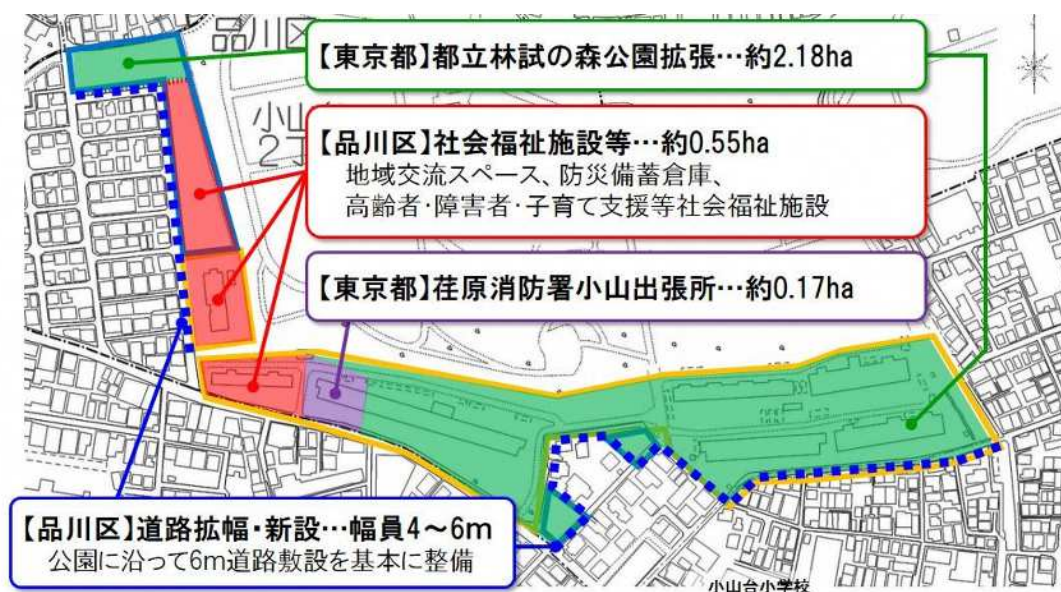 品川区
【東京都】都立林試の森公園拡張…約2.18ha
小山
2丁
【品川区】社会福祉施設等…約0.55ha
地域交流スペース、防災備蓄倉庫、
高齢者・障害者・子育て支援等社会福祉施設
【東京都】荏原消防署小山出張所…約0.17ha
【品川区】道路拡幅・新設…幅員4～6m
公園に沿って6m道路敷設を基本に整備
小山台小学校